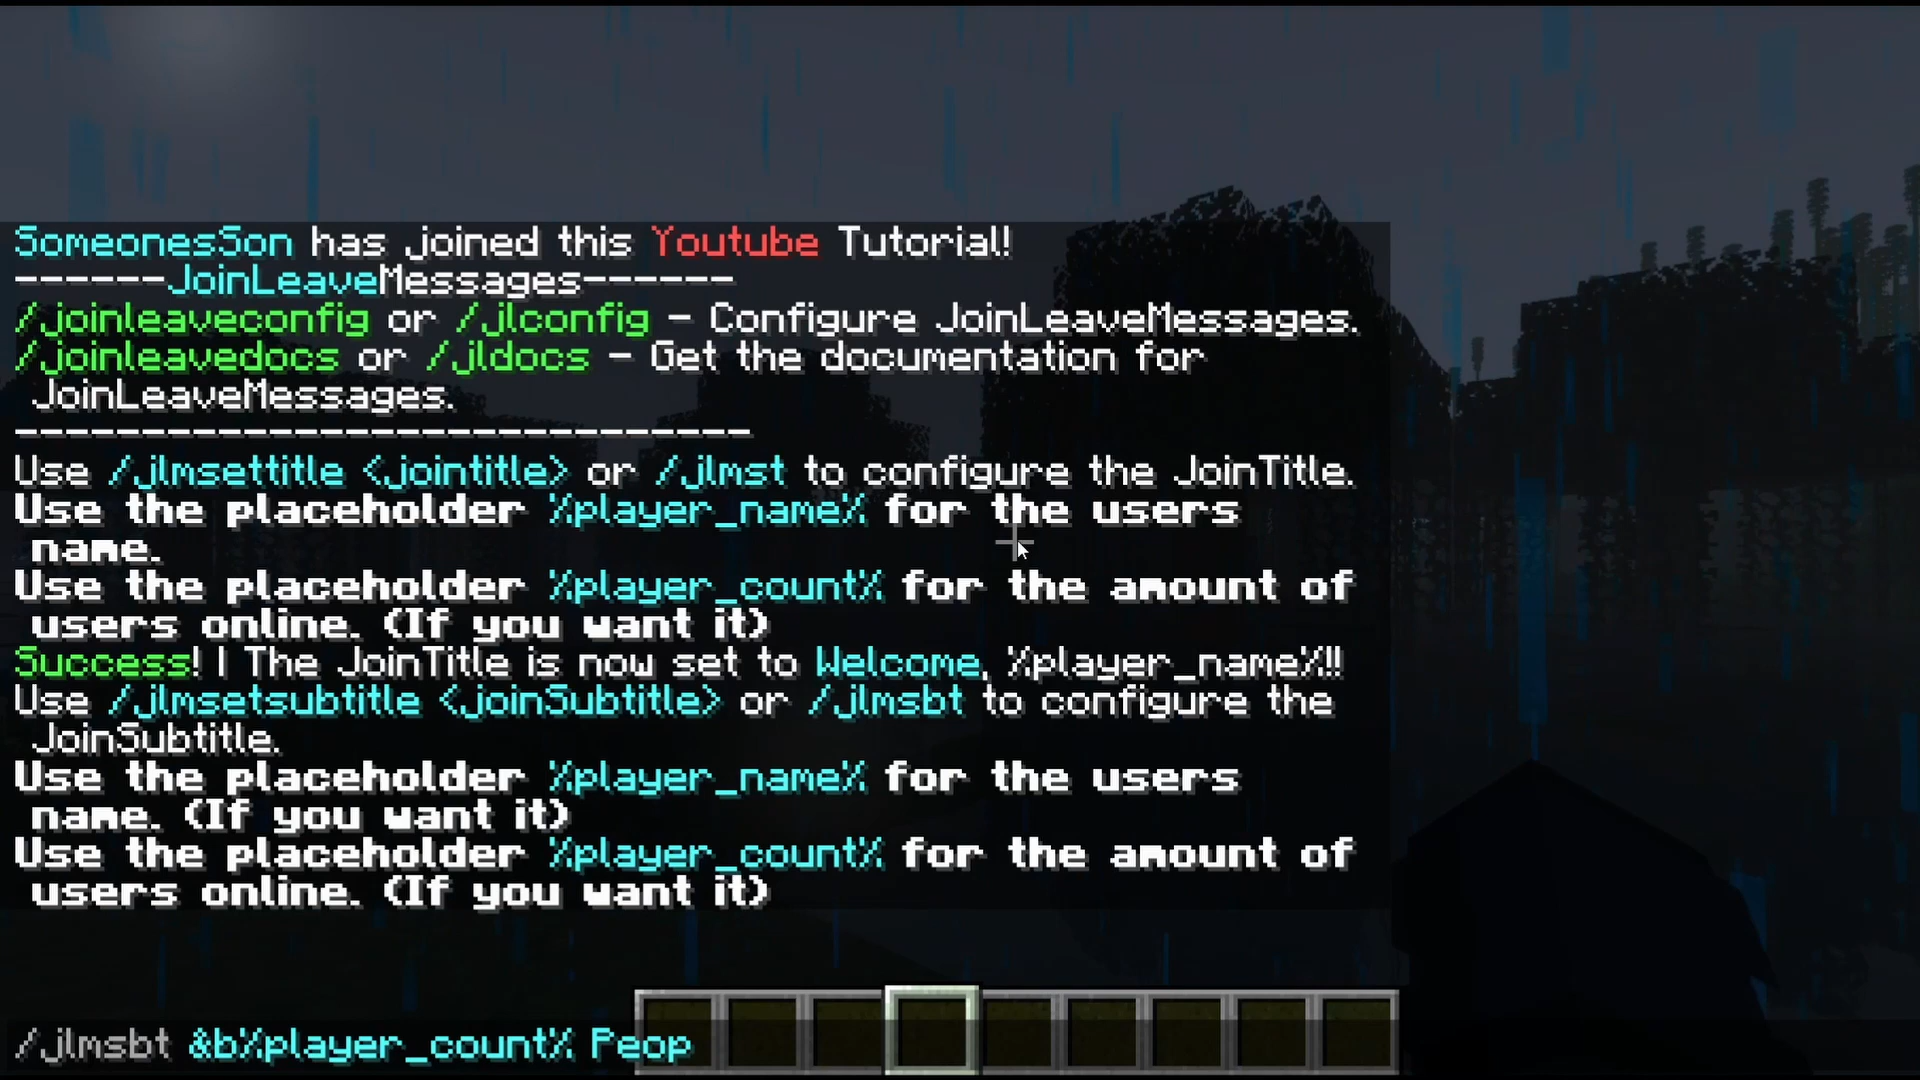 SomeonesSon has joined this Youtube Tutorial!
------JoinLeaveMessages------
/joinleaveconfig or /jlconfig - Configure JoinLeaveMessages.
/joinleavedocs or /jldocs - Get the documentation for
JoinLeaveMessages.
------------------------------
Use /jlmsettitle <jointitle> or /jlmst to configure the JoinTitle.
Use the placeholder %player_name% for the users
name.
Use the placeholder %player_count% for the amount of
users online. (If you want it)
Success! | The JoinTitle is now set to Welcome, %player_name%!!
Use /jlmsetsubtitle <joinSubtitle> or /jlmsbt to configure the
JoinSubtitle.
Use the placeholder %player_name% for the users
name. (If you want it)
Use the placeholder %player_count% for the amount of
users online. (If you want it)
/jlmsbt &b%player_count% Peop